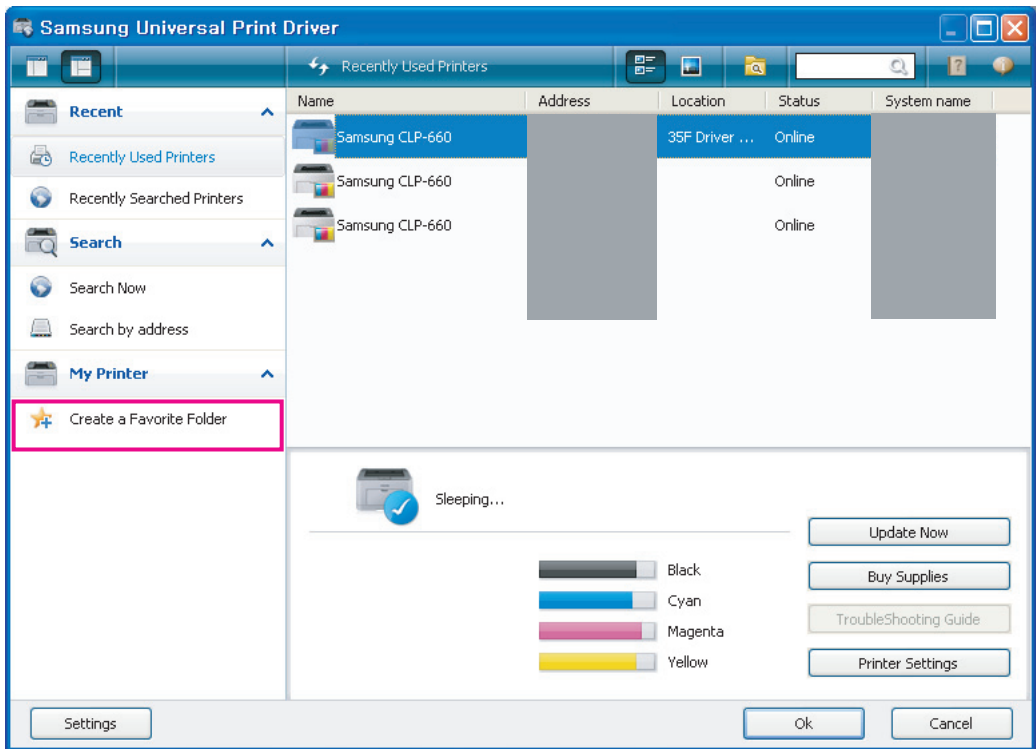 Samsung Universal Print Driver
Recently Used Printers
Recent
Recently Used Printers
Recently Searched Printers
Search
Search Now
Search by address
My Printer
Create a Favorite Folder
Name Address Location Status System name
Samsung CLP-660 35F Driver ... Online
Samsung CLP-660 Online
Samsung CLP-660 Online
Sleeping...
Black
Cyan
Magenta
Yellow
Update Now
Buy Supplies
TroubleShooting Guide
Printer Settings
Settings
Ok
Cancel